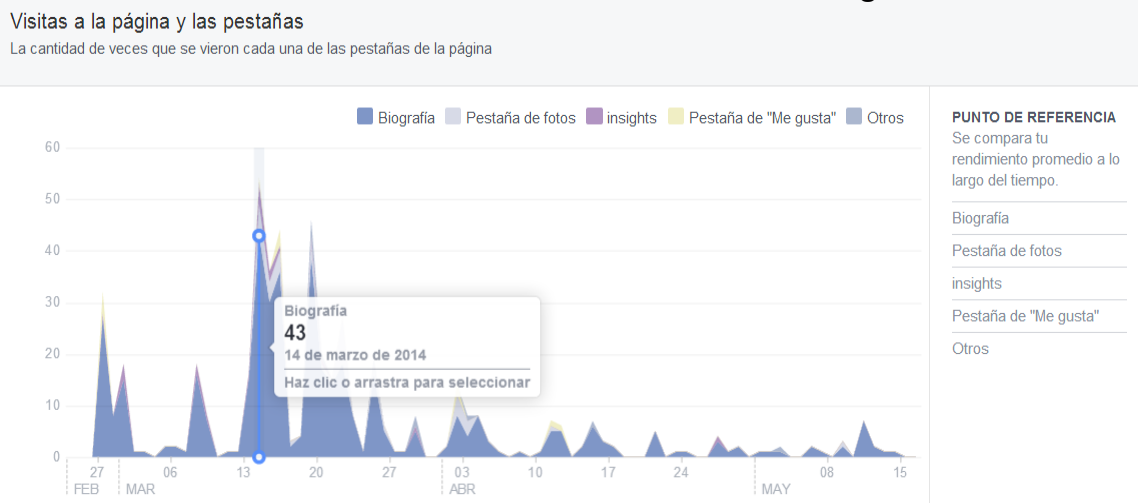 Visitas a la página y las pestañas
La cantidad de veces que se vieron cada una de las pestañas de la página
Biografía Pestaña de fotos insights Pestaña de "Me gusta" Otros
60
50
40
30
20
10
0
Biografía
43
14 de marzo de 2014
Haz clic o arrastra para seleccionar
27 06 13 20 27 03 10 17 24 08 15
FEB MAR ABR MAY
PUNTO DE REFERENCIA
Se compara tu
rendimiento promedio a lo
largo del tiempo.
Biografía
Pestaña de fotos
insights
Pestaña de "Me gusta"
Otros